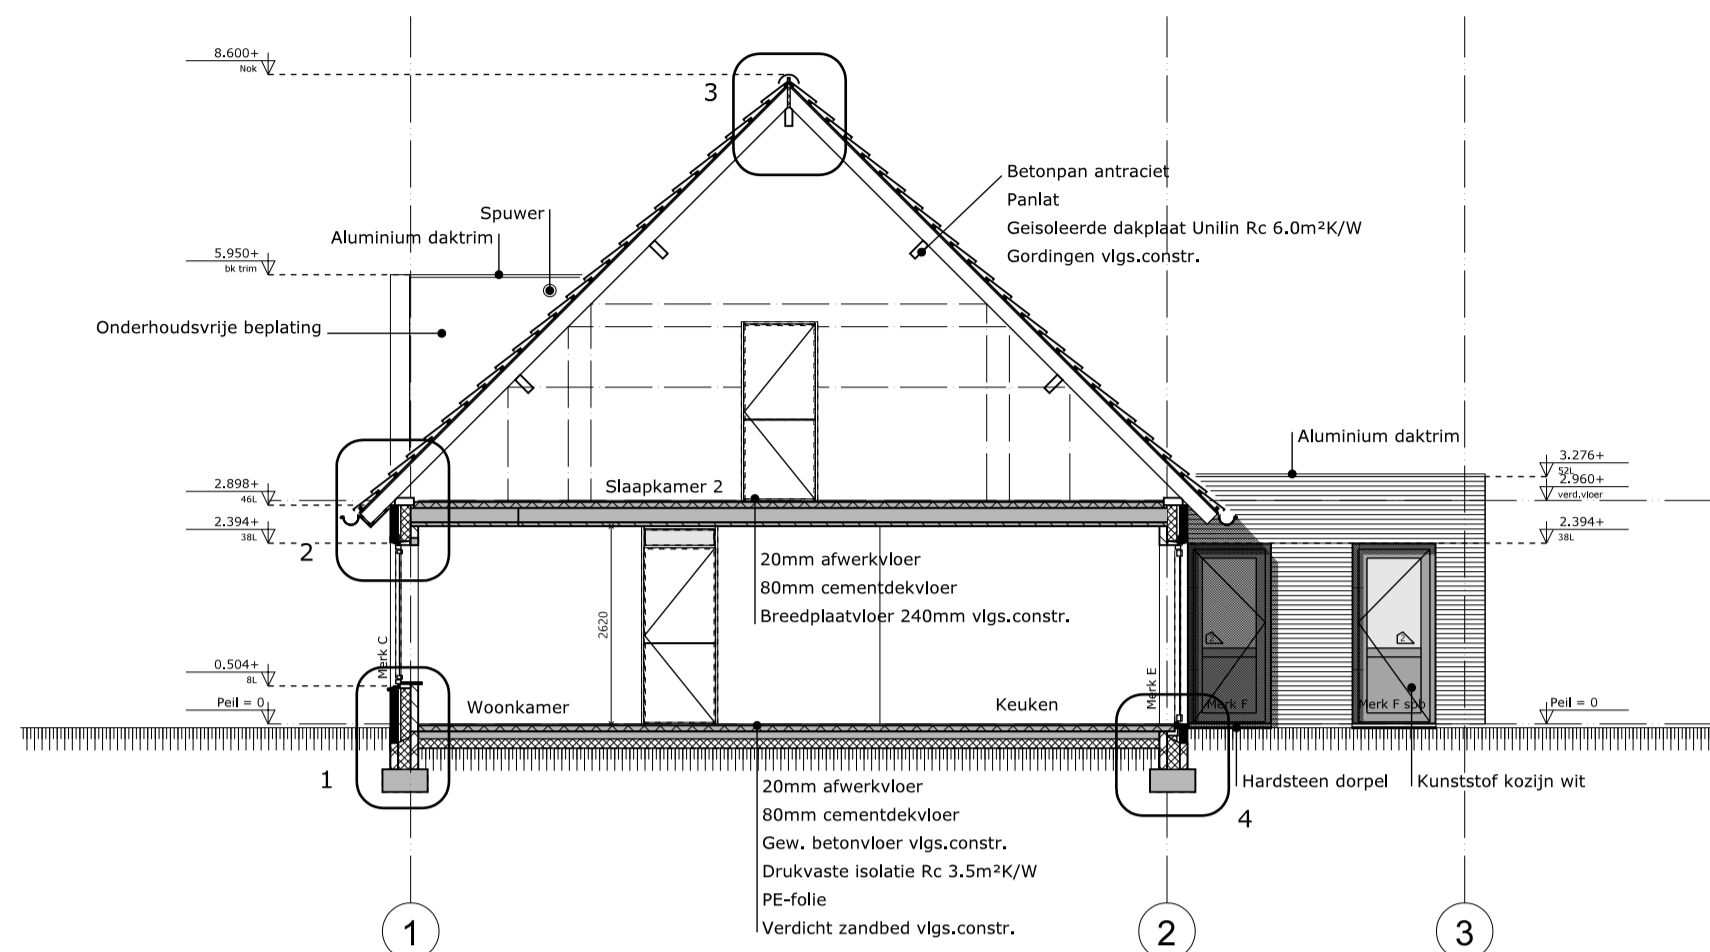 8.600+
Nok
3
Betonpan antraciet
Panlat
Geisoleerde dakplaat Unilin Rc 6.0m²K/W
Gordingen vlgs.constr.
Spuwer
Aluminium daktrim
5.950+
bk trim
Onderhoudsvrije beplating
Aluminium daktrim
3.276+
52L
2.960+
verd.vloer
2.394+
38L
2.898+
46L
2.394+
38L
2
Slaapkamer 2
20mm afwerkvloer
80mm cementdekvloer
Breedplaatvloer 240mm vlgs.constr.
2620
Merk C
Merk E
2
2
0.504+
8L
Peil = 0
Woonkamer
Keuken
Merk F
Merk F spb
Peil = 0
1
20mm afwerkvloer
80mm cementdekvloer
Gew. betonvloer vlgs.constr.
Drukvaste isolatie Rc 3.5m²K/W
PE-folie
Verdicht zandbed vlgs.constr.
Hardsteen dorpel
Kunststof kozijn wit
4
1
2
3